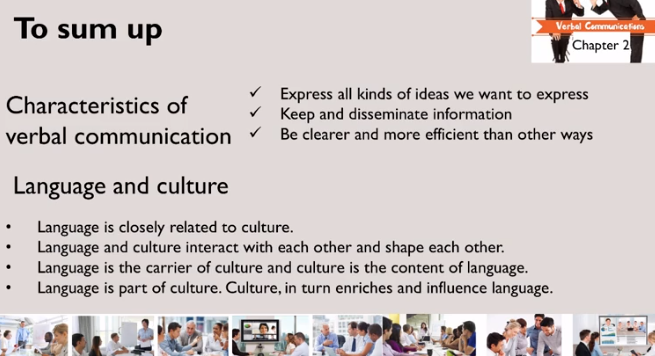 To sum up
Verbal Communications
Chapter 2
Characteristics of
verbal communication
✓ Express all kinds of ideas we want to express
✓ Keep and disseminate information
✓ Be clearer and more efficient than other ways
Language and culture
• Language is closely related to culture.
• Language and culture interact with each other and shape each other.
• Language is the carrier of culture and culture is the content of language.
• Language is part of culture. Culture, in turn enriches and influence language.